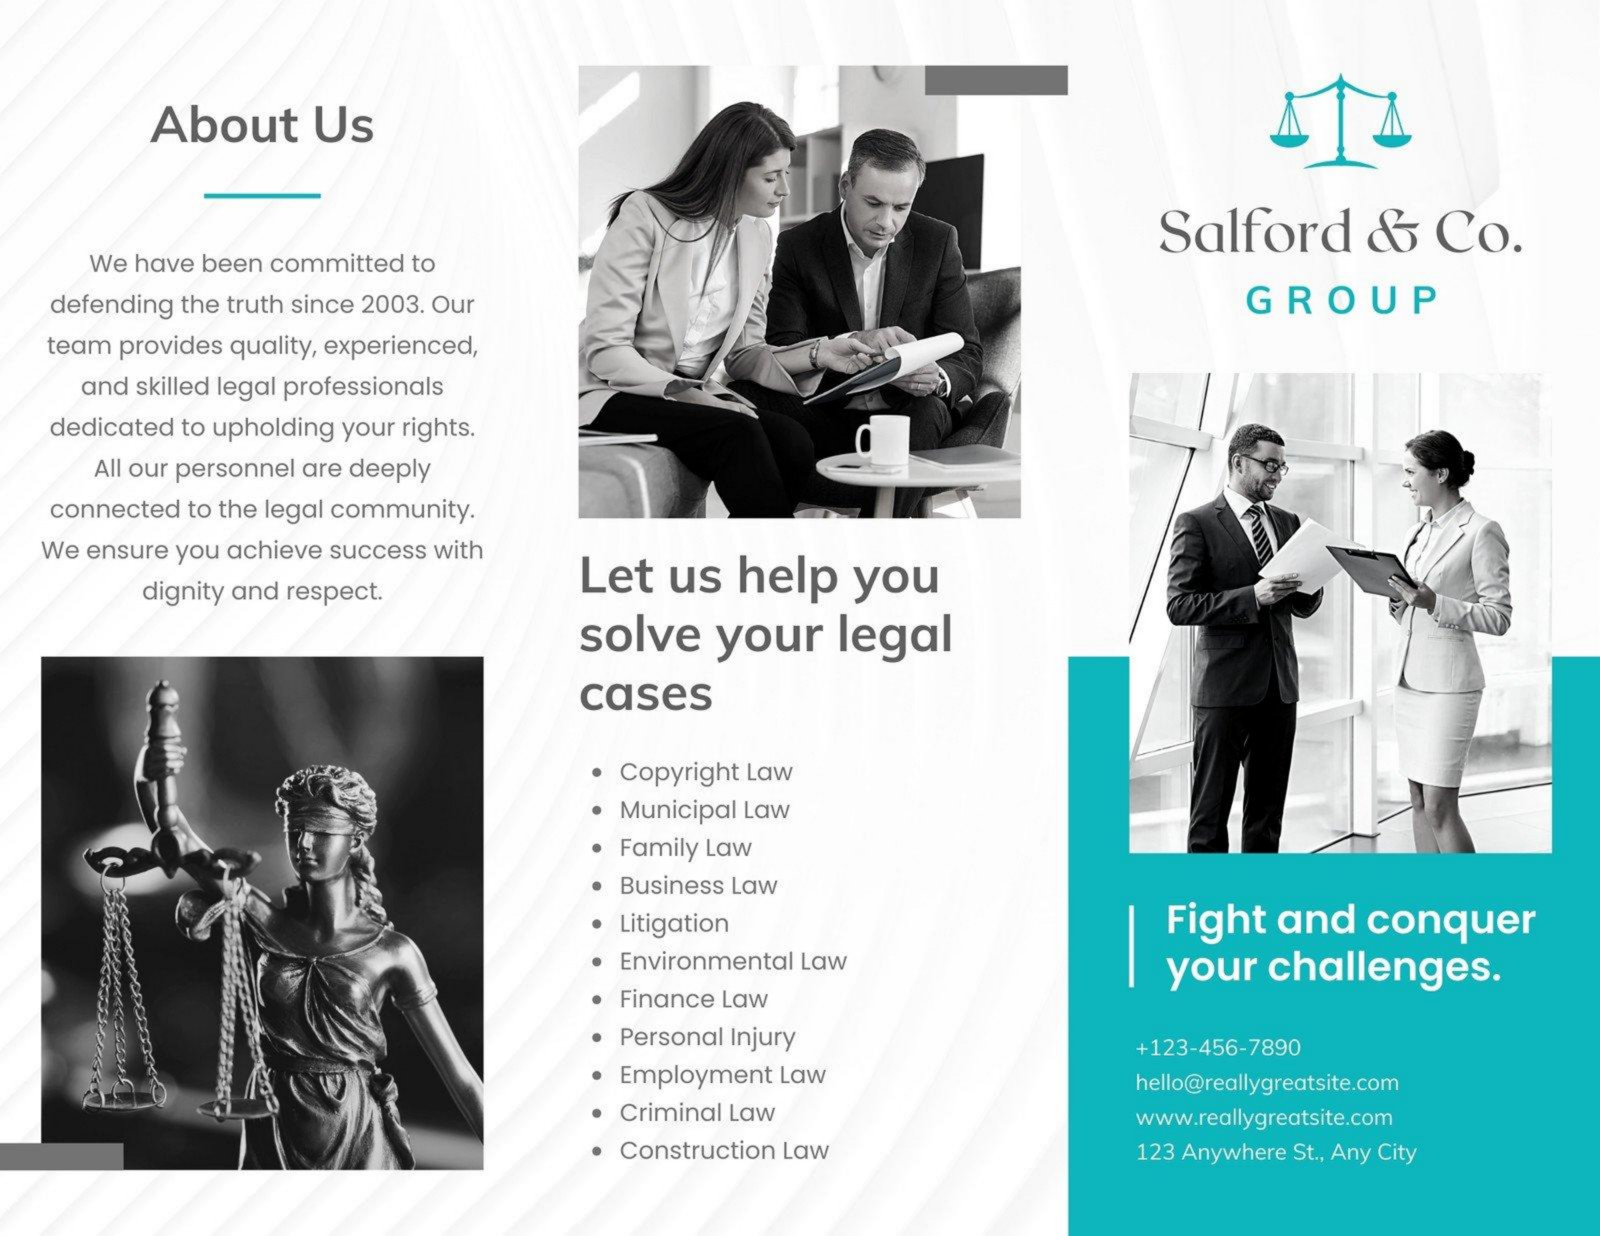 About Us
We have been committed to
defending the truth since 2003. Our
team provides quality, experienced,
and skilled legal professionals
dedicated to upholding your rights.
All our personnel are deeply
connected to the legal community.
We ensure you achieve success with
dignity and respect.
Let us help you
solve your legal
cases
• Copyright Law
• Municipal Law
• Family Law
• Business Law
• Litigation
• Environmental Law
• Finance Law
• Personal Injury
• Employment Law
• Criminal Law
• Construction Law
Salford & Co.
GROUP
Fight and conquer
your challenges.
+123-456-7890
hello@reallygreatsite.com
www.reallygreatsite.com
123 Anywhere St., Any City